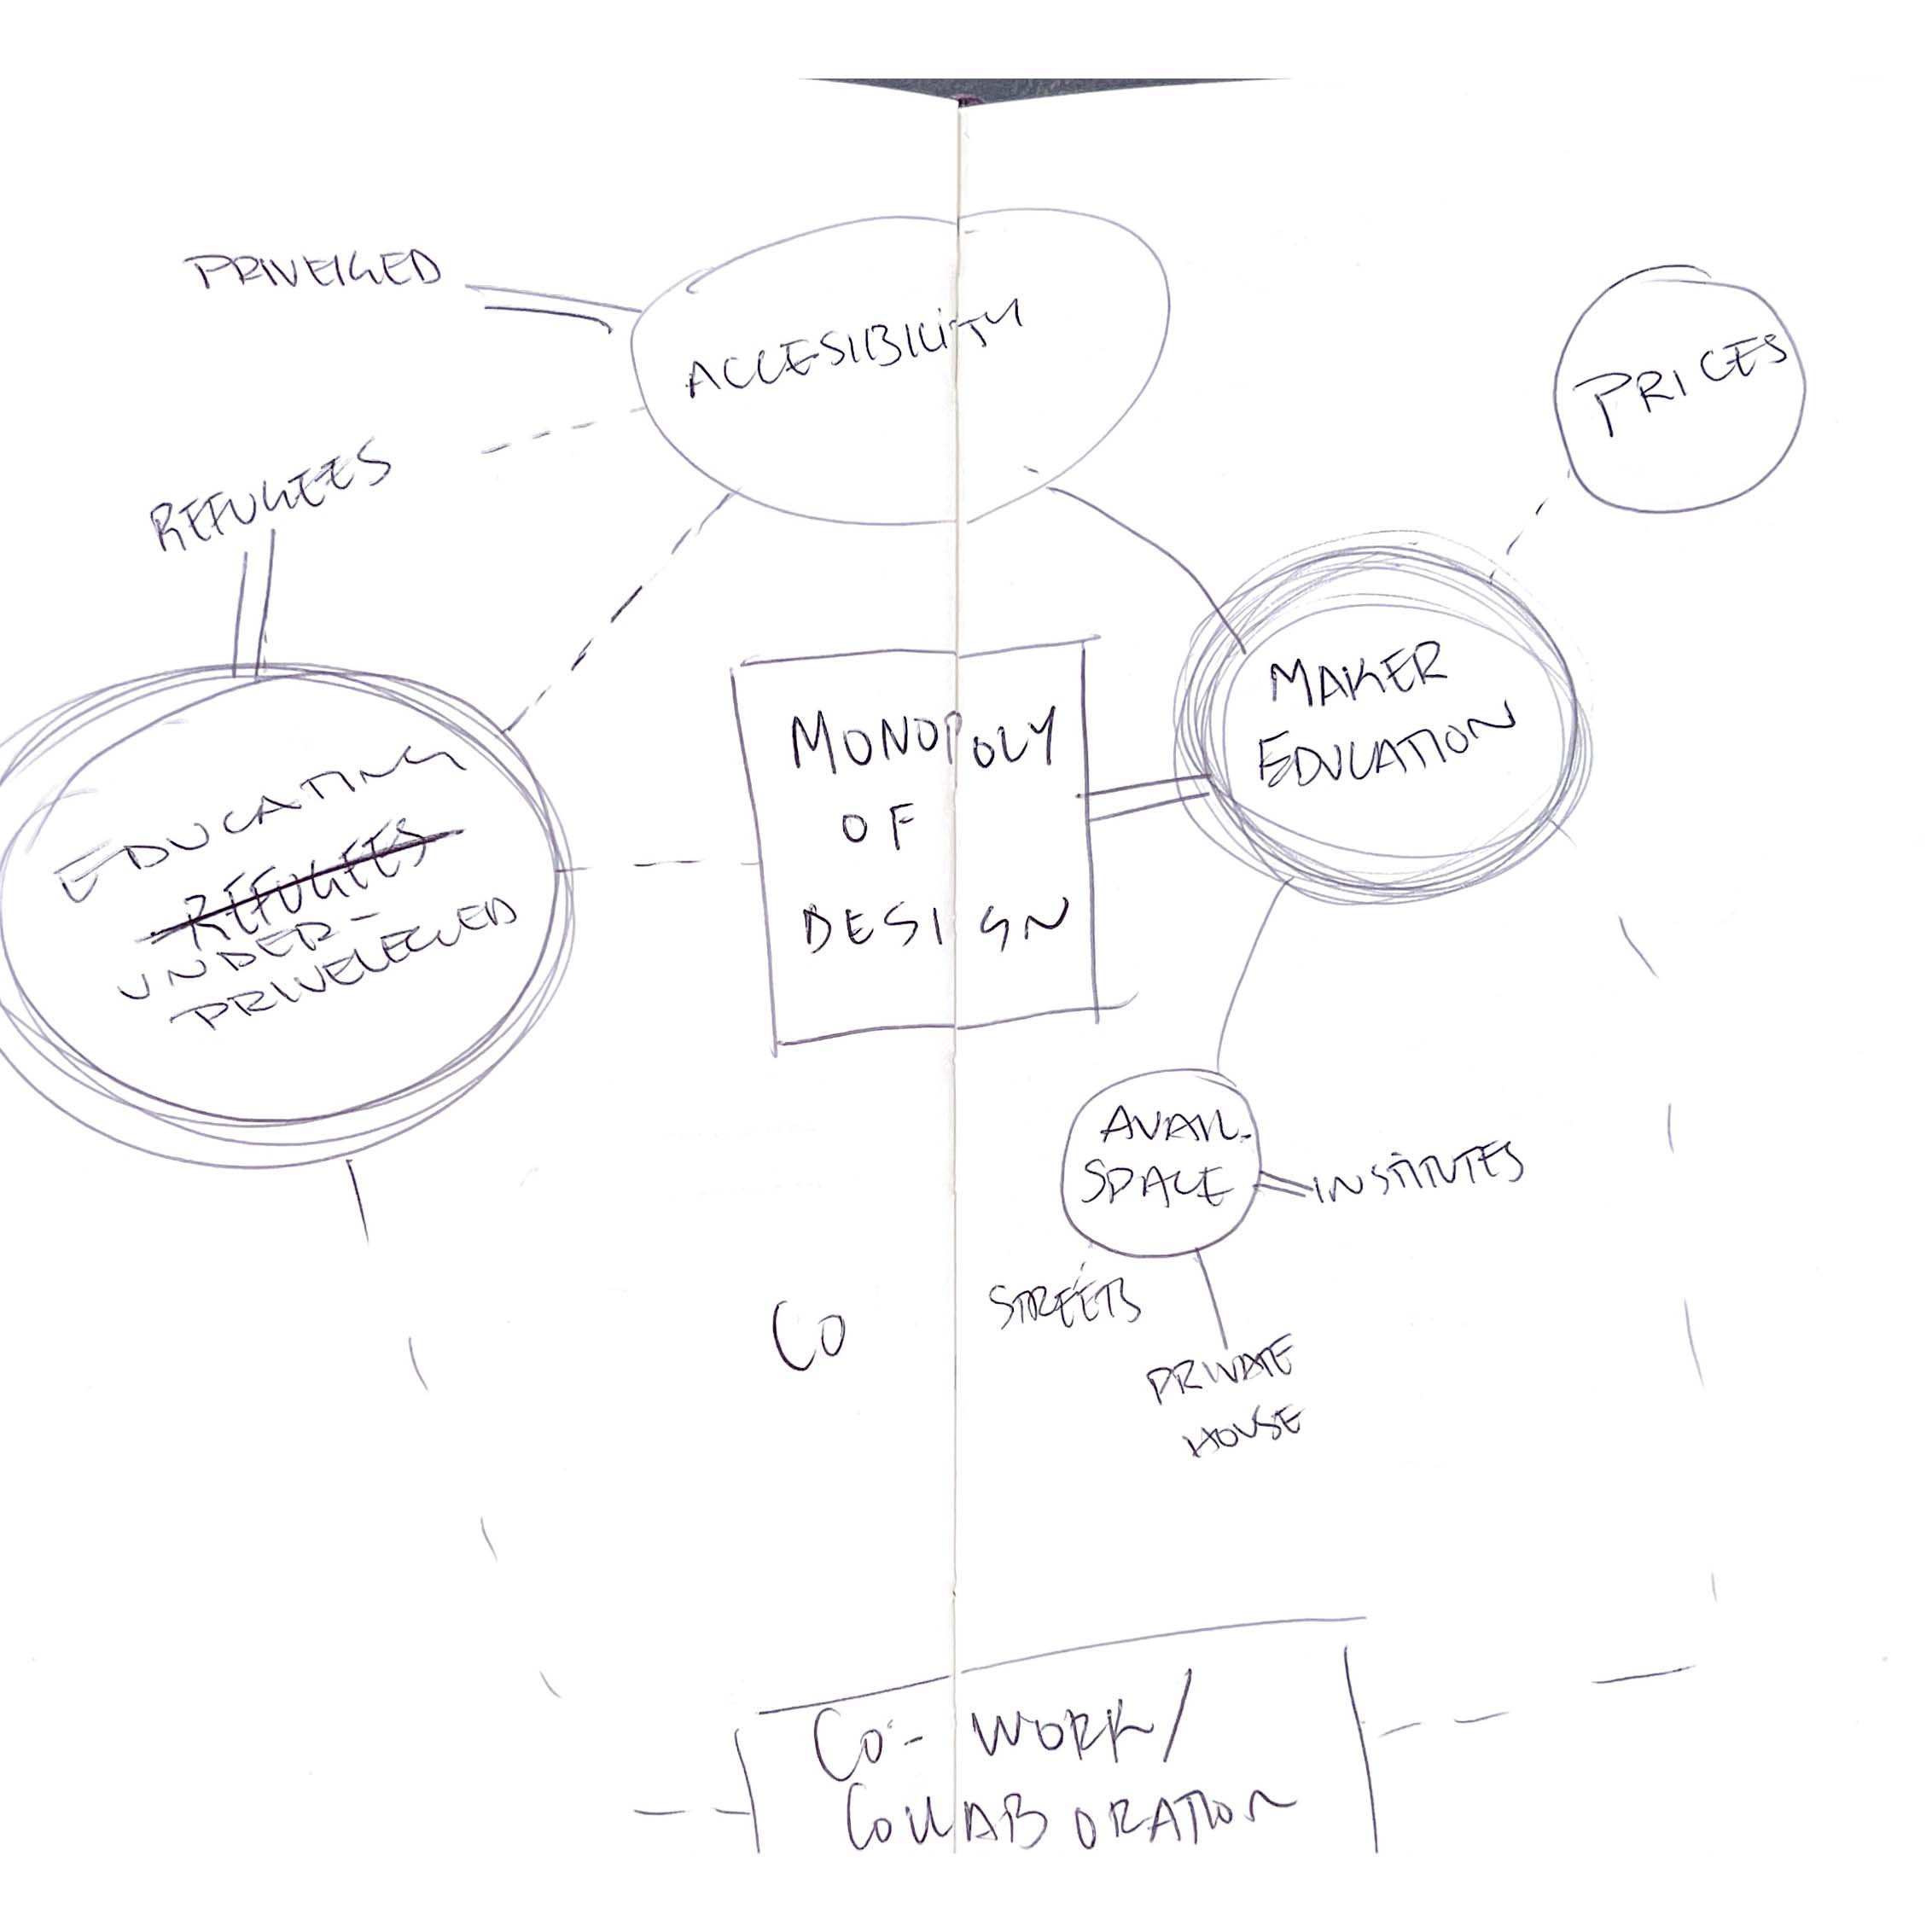 PRIVEIGED
ACCESIBILITY
PRICES
REFUGEES
MAKER
EDUCATION
MONOPOLY
OF
DESIGN
EDUCATING
REFUGEES
UNDER-
PRIVELEGED
AVAIL.
SPACE
INSTITUTES
STREETS
PRIVATE
HOUSE
CO
CO-WORK/
COLLABORATION